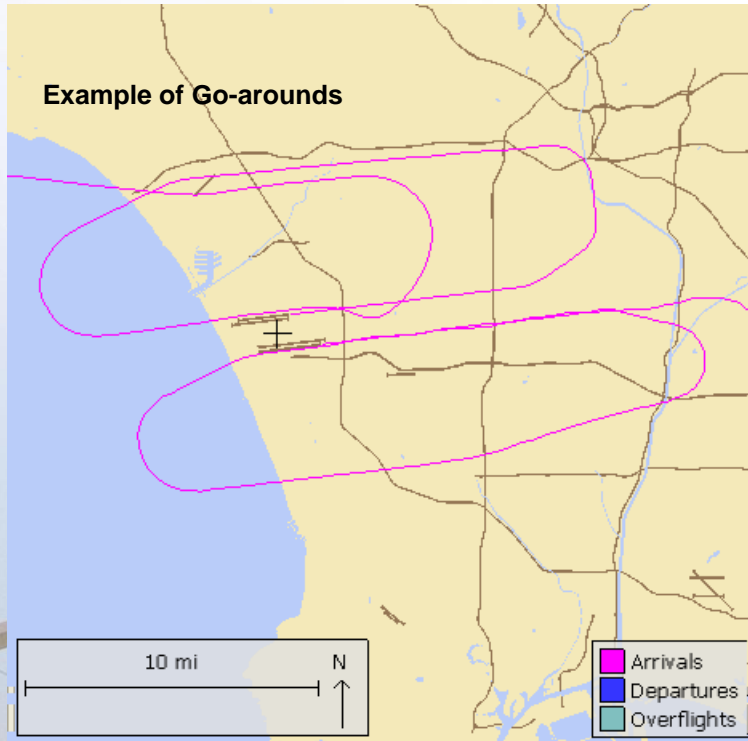 Example of Go-arounds
10 mi
N
Arrivals
Departures
Overflights